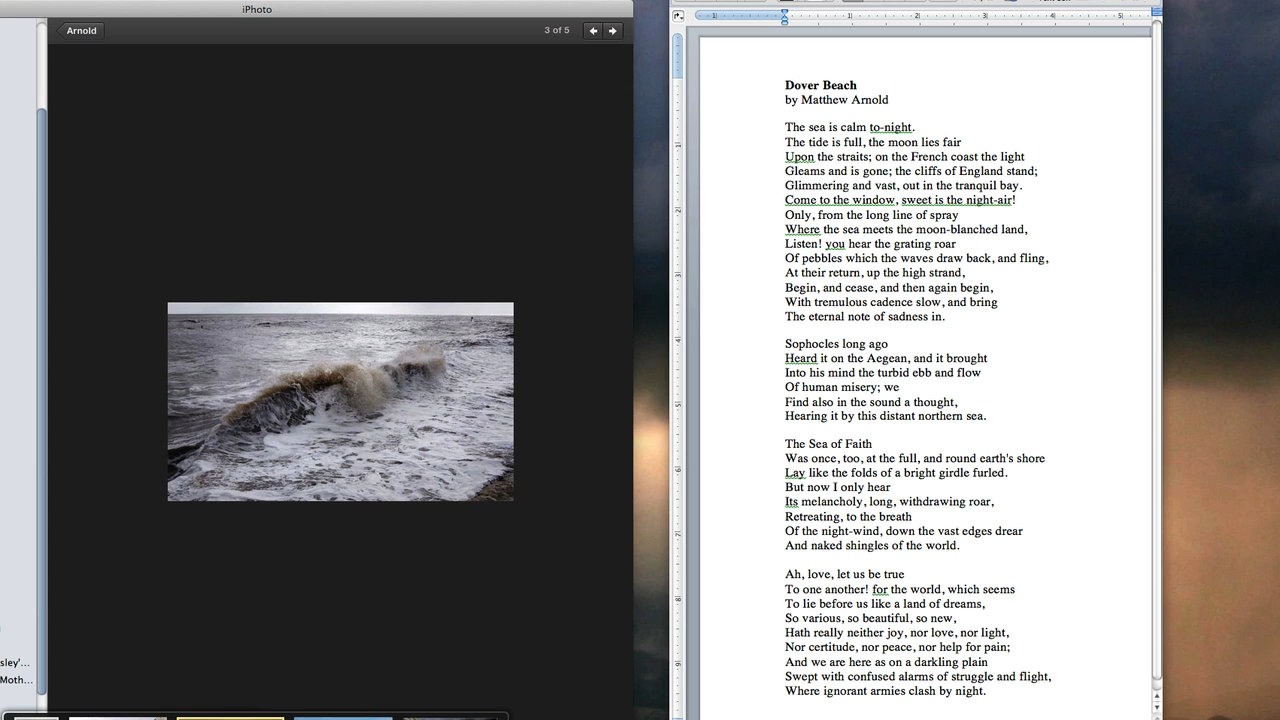 iPhoto
Arnold
3 of 5
sley'...
Moth...
Dover Beach
by Matthew Arnold
The sea is calm to-night.
The tide is full, the moon lies fair
Upon the straits; on the French coast the light
Gleams and is gone; the cliffs of England stand;
Glimmering and vast, out in the tranquil bay.
Come to the window, sweet is the night-air!
Only, from the long line of spray
Where the sea meets the moon-blanched land,
Listen! you hear the grating roar
Of pebbles which the waves draw back, and fling,
At their return, up the high strand,
Begin, and cease, and then again begin,
With tremulous cadence slow, and bring
The eternal note of sadness in.
Sophocles long ago
Heard it on the Aegean, and it brought
Into his mind the turbid ebb and flow
Of human misery; we
Find also in the sound a thought,
Hearing it by this distant northern sea.
The Sea of Faith
Was once, too, at the full, and round earth's shore
Lay like the folds of a bright girdle furled.
But now I only hear
Its melancholy, long, withdrawing roar,
Retreating, to the breath
Of the night-wind, down the vast edges drear
And naked shingles of the world.
Ah, love, let us be true
To one another! for the world, which seems
To lie before us like a land of dreams,
So various, so beautiful, so new,
Hath really neither joy, nor love, nor light,
Nor certitude, nor peace, nor help for pain;
And we are here as on a darkling plain
Swept with confused alarms of struggle and flight,
Where ignorant armies clash by night.